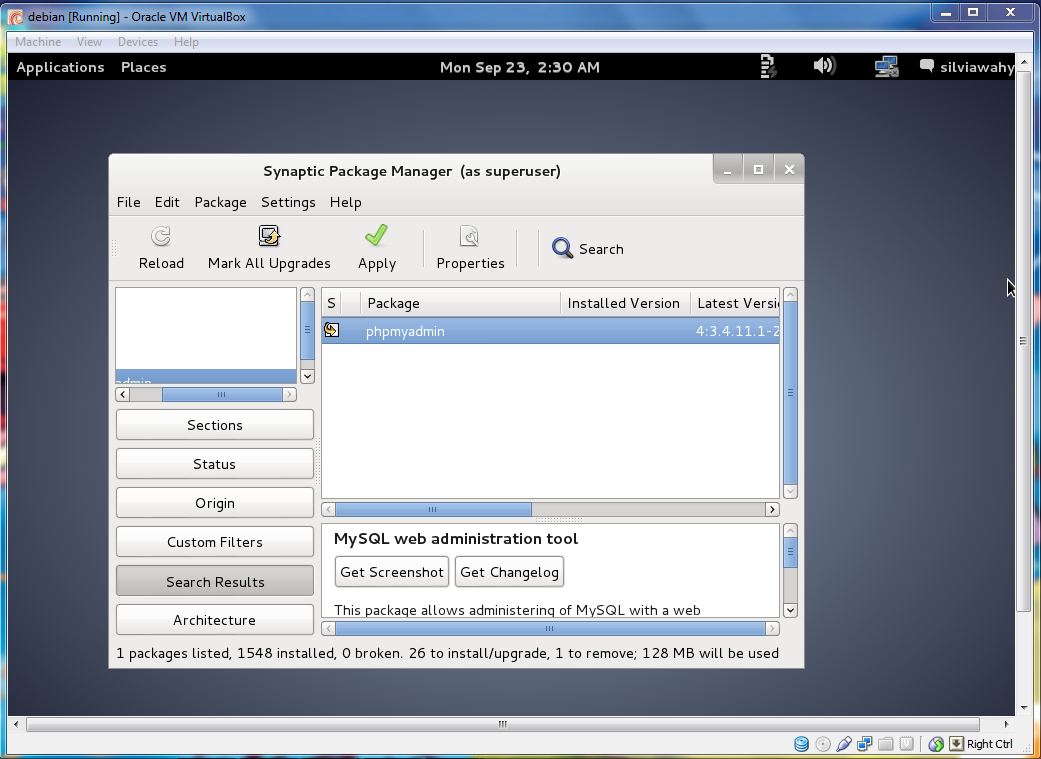 debian [Running] - Oracle VM VirtualBox
Machine View Devices Help
Applications Places Mon Sep 23, 2:30 AM silviawahy
Synaptic Package Manager (as superuser)
File Edit Package Settings Help
Reload Mark All Upgrades Apply Properties Search
S Package Installed Version Latest Versi
phpmyadmin 4:3.4.11.1-2
admin
Sections
Status
Origin
Custom Filters
Search Results
Architecture
MySQL web administration tool
Get Screenshot Get Changelog
This package allows administering of MySQL with a web
1 packages listed, 1548 installed, 0 broken. 26 to install/upgrade, 1 to remove; 128 MB will be used
Right Ctrl